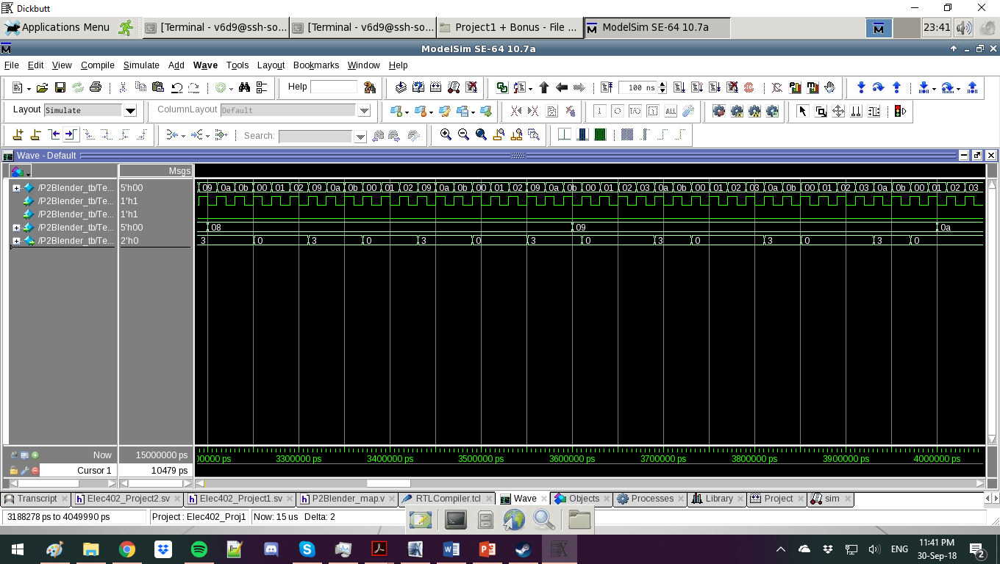 Dickbutt
Applications Menu [Terminal - v6d9@ssh-so... [Terminal - v6d9@ssh-so... Project1 + Bonus - File ... ModelSim SE-64 10.7a 23:41
ModelSim SE-64 10.7a
File Edit View Compile Simulate Add Wave Tools Layout Bookmarks Window Help
Help 100 ns
Layout Simulate ColumnLayout Default
Search:
Wave - Default
Msgs
/P2Blender_tb/Te... 5'h00 09 0a 0b 00 01 02 09 0a 0b 00 01 02 09 0a 0b 00 01 02 09 0a 0b 00 01 02 03 0a 0b 00 01 02 03 0a 0b 00 01 02 03 0a 0b 00 01 02 03
/P2Blender_tb/Te... 1'h1
/P2Blender_tb/Te... 1'h1
/P2Blender_tb/Te... 5'h00 08 09 0a
/P2Blender_tb/Te... 2'h0 3 0 3 0 3 0 3 0 3 0 3 0 3 0
Now 15000000 ps 00000 ps 3300000 ps 3400000 ps 3500000 ps 3600000 ps 3700000 ps 3800000 ps 3900000 ps 4000000 ps
Cursor 1 10479 ps
Transcript Elec402_Project2.sv Elec402_Project1.sv P2Blender_map.v RTLCompiler.tcl Wave Objects Processes Library Project sim
3188278 ps to 4049990 ps Project : Elec402_Proj1 Now: 15 us Delta: 2
ENG 11:41 PM
30-Sep-18 2